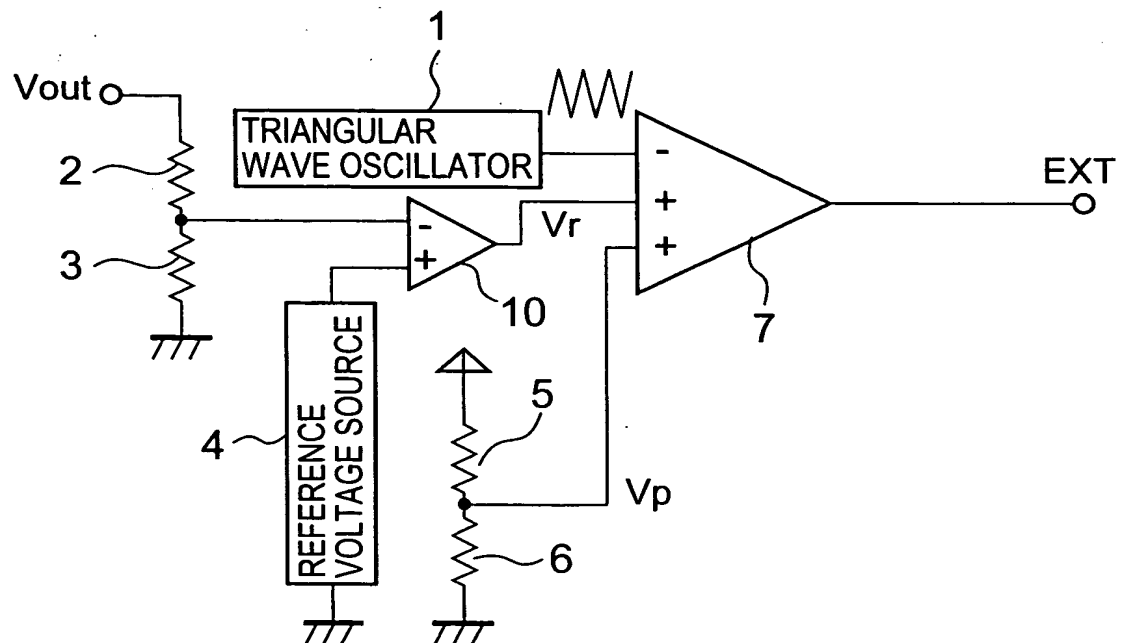 1
Vout
TRIANGULAR
WAVE OSCILLATOR
-
+
+
EXT
2
3
-
+
Vr
10
7
4
REFERENCE
VOLTAGE SOURCE
5
Vp
6